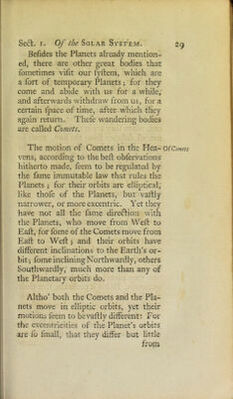 Sect. 1. Of the SOLAR SYSTEM. 29
Besides the Planets already mention-
ed, there are other great bodies that
sometimes visit our system, which are
a sort of temporary Planets; for they
come and abide with us for a while,
and afterwards withdraw from us, for a
certain space of time, after which they
again return. These wandering bodies
are called Comets.
The motion of Comets in the Hea- Of Comets
vens, according to the best observations
hitherto made, seem to be regulated by
the same immutable law that rules the
Planets; for their orbits are elliptical,
like those of the Planets, but vastly
narrower, or more excentric. Yet they
have not all the same direction with
the Planets, who move from West to
East, for some of the Comets move from
East to West; and their orbits have
different inclinations to the Earth's or-
bit; some inclining Northwardly, others
Southwardly, much more than any of
the Planetary orbits do.
Altho' both the Comets and the Pla-
nets move in elliptic orbits, yet their
motions seem to be vastly different: For
the excentricities of the Planet's orbits
are so small, that they differ but little
from